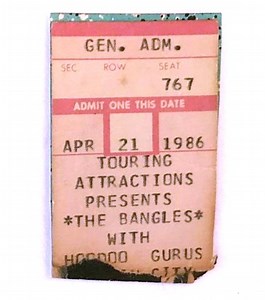 GEN. ADM.
SEC ROW SEAT
767
ADMIT ONE THIS DATE
APR 21 1986
TOURING
ATTRACTIONS
PRESENTS
*THE BANGLES*
WITH
HOODOO GURUS
CITY